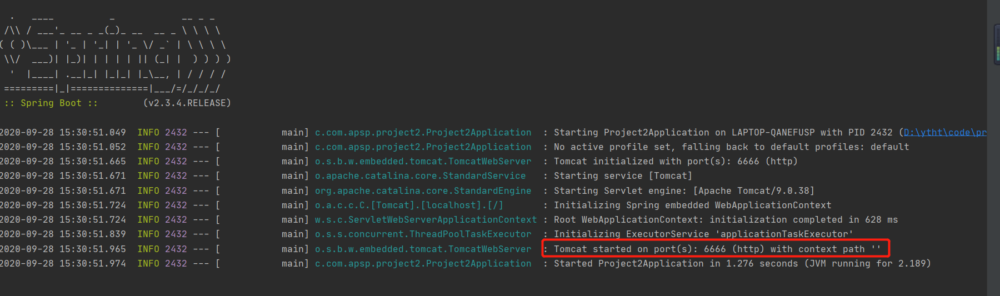 .   ____          _            __ _ _
 /\\ / ___'_ __ _ _(_)_ __  __ _ \ \ \ \
( ( )\___ | '_ | '_| | '_ \/ _` | \ \ \ \
 \\/  ___)| |_)| | | | | || (_| |  ) ) ) )
  '  |____| .__|_| |_|_| |_\__, | / / / /
 =========|_|==============|___/=/_/_/_/
 :: Spring Boot ::        (v2.3.4.RELEASE)
2020-09-28 15:30:51.049  INFO 2432 --- [           main] c.com.apsp.project2.Project2Application  : Starting Project2Application on LAPTOP-QANEFUSP with PID 2432 (D:\ytht\code\pr
2020-09-28 15:30:51.052  INFO 2432 --- [           main] c.com.apsp.project2.Project2Application  : No active profile set, falling back to default profiles: default
2020-09-28 15:30:51.665  INFO 2432 --- [           main] o.s.b.w.embedded.tomcat.TomcatWebServer  : Tomcat initialized with port(s): 6666 (http)
2020-09-28 15:30:51.671  INFO 2432 --- [           main] o.apache.catalina.core.StandardService   : Starting service [Tomcat]
2020-09-28 15:30:51.671  INFO 2432 --- [           main] org.apache.catalina.core.StandardEngine  : Starting Servlet engine: [Apache Tomcat/9.0.38]
2020-09-28 15:30:51.724  INFO 2432 --- [           main] o.a.c.c.C.[Tomcat].[localhost].[/]       : Initializing Spring embedded WebApplicationContext
2020-09-28 15:30:51.724  INFO 2432 --- [           main] w.s.c.ServletWebServerApplicationContext : Root WebApplicationContext: initialization completed in 628 ms
2020-09-28 15:30:51.839  INFO 2432 --- [           main] o.s.s.concurrent.ThreadPoolTaskExecutor  : Initializing ExecutorService 'applicationTaskExecutor'
2020-09-28 15:30:51.965  INFO 2432 --- [           main] o.s.b.w.embedded.tomcat.TomcatWebServer  : Tomcat started on port(s): 6666 (http) with context path ''
2020-09-28 15:30:51.974  INFO 2432 --- [           main] c.com.apsp.project2.Project2Application  : Started Project2Application in 1.276 seconds (JVM running for 2.189)